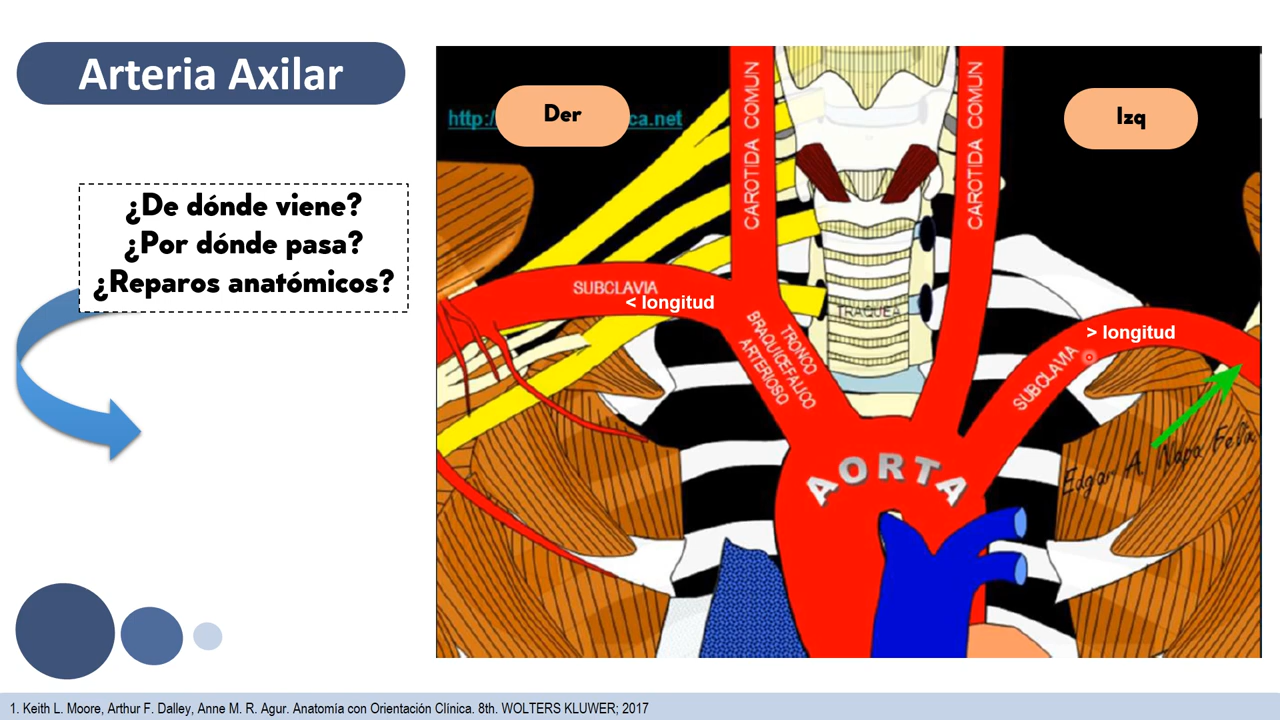 Arteria Axilar
¿De dónde viene?
¿Por dónde pasa?
¿Reparos anatómicos?
http:/
ca.net
Der
Izq
CAROTIDA COMUN
CAROTIDA COMUN
SUBCLAVIA
< longitud
TRAQUEA
> longitud
SUBCLAVIA
TRONCO
BRAQUICEFALICO
ARTERIOSO
AORTA
Edgar A. Napa Felix
1. Keith L. Moore, Arthur F. Dalley, Anne M. R. Agur. Anatomía con Orientación Clínica. 8th. WOLTERS KLUWER; 2017